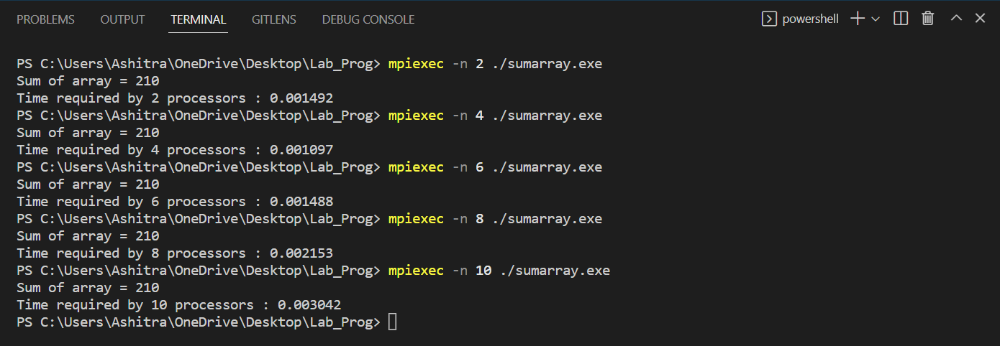 PROBLEMS OUTPUT TERMINAL GITLENS DEBUG CONSOLE powershell
PS C:\Users\Ashitra\OneDrive\Desktop\Lab_Prog> mpiexec -n 2 ./sumarray.exe
Sum of array = 210
Time required by 2 processors : 0.001492
PS C:\Users\Ashitra\OneDrive\Desktop\Lab_Prog> mpiexec -n 4 ./sumarray.exe
Sum of array = 210
Time required by 4 processors : 0.001097
PS C:\Users\Ashitra\OneDrive\Desktop\Lab_Prog> mpiexec -n 6 ./sumarray.exe
Sum of array = 210
Time required by 6 processors : 0.001488
PS C:\Users\Ashitra\OneDrive\Desktop\Lab_Prog> mpiexec -n 8 ./sumarray.exe
Sum of array = 210
Time required by 8 processors : 0.002153
PS C:\Users\Ashitra\OneDrive\Desktop\Lab_Prog> mpiexec -n 10 ./sumarray.exe
Sum of array = 210
Time required by 10 processors : 0.003042
PS C:\Users\Ashitra\OneDrive\Desktop\Lab_Prog>